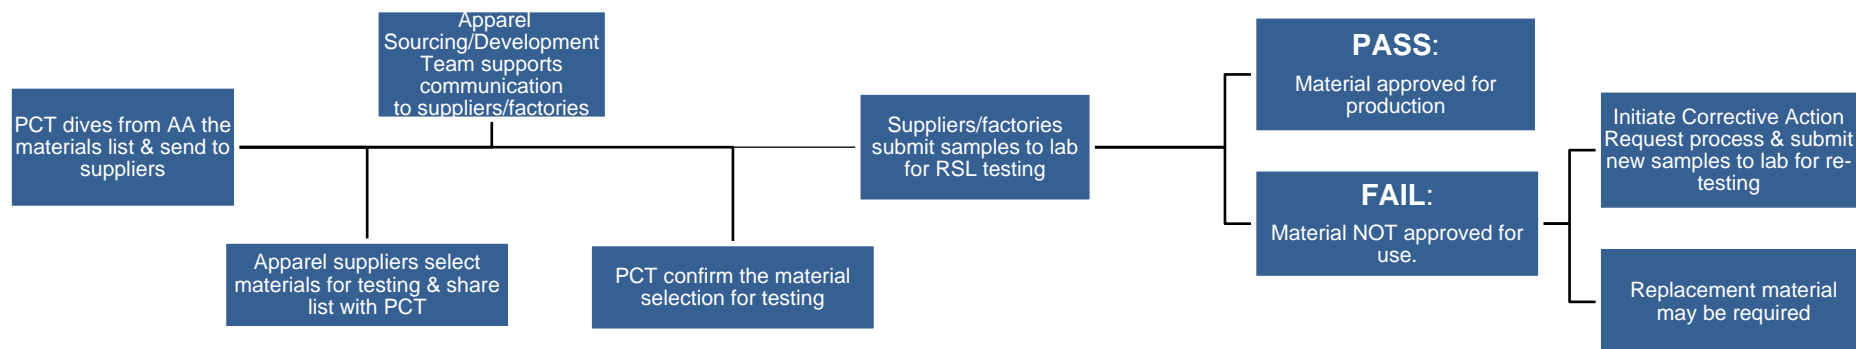 PCT dives from AA the
materials list & send to
suppliers
Apparel
Sourcing/Development
Team supports
communication
to suppliers/factories
Apparel suppliers select
materials for testing & share
list with PCT
PCT confirm the material
selection for testing
Suppliers/factories
submit samples to lab
for RSL testing
PASS:
Material approved for
production
FAIL:
Material NOT approved for
use.
Initiate Corrective Action
Request process & submit
new samples to lab for re-
testing
Replacement material
may be required